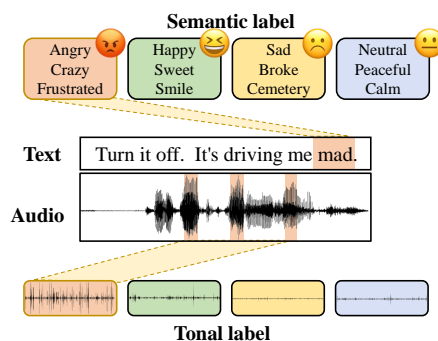 Semantic label
Angry
Crazy
Frustrated
Happy
Sweet
Smile
Sad
Broke
Cemetery
Neutral
Peaceful
Calm
Text
Turn it off. It's driving me mad.
Audio
Tonal label